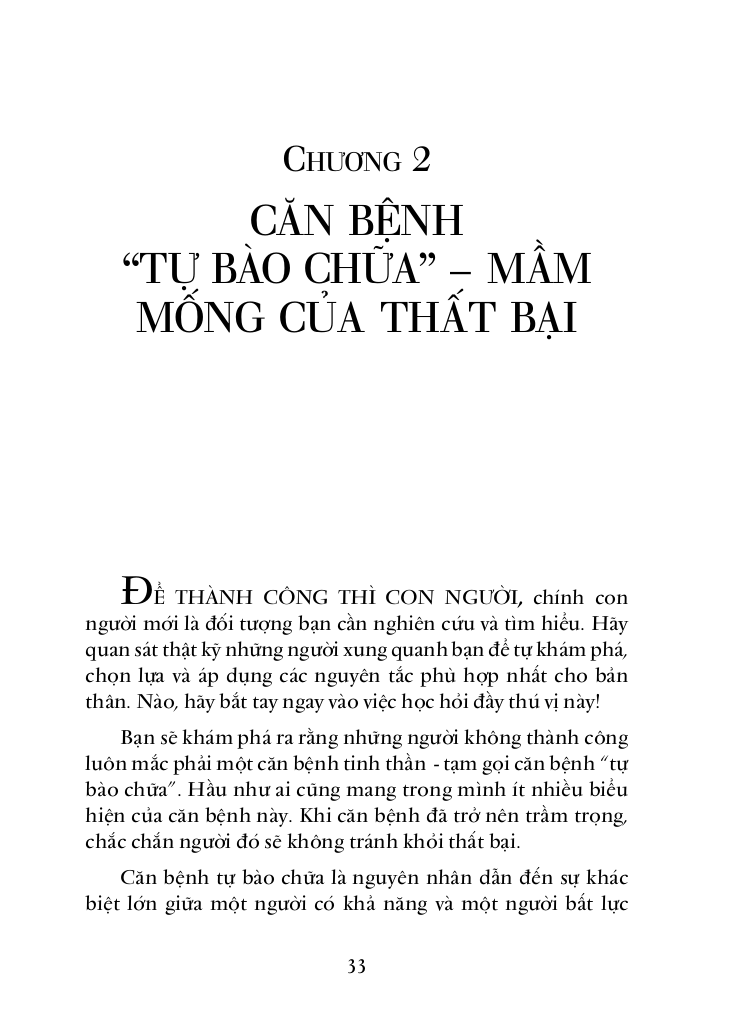 CHƯƠNG 2
CĂN BỆNH
“TỰ BÀO CHỮA” – MẦM
MỐNG CỦA THẤT BẠI
ĐỂ THÀNH CÔNG THÌ CON NGƯỜI, chính con
người mới là đối tượng bạn cần nghiên cứu và tìm hiểu. Hãy
quan sát thật kỹ những người xung quanh bạn để tự khám phá,
chọn lựa và áp dụng các nguyên tắc phù hợp nhất cho bản
thân. Nào, hãy bắt tay ngay vào việc học hỏi đầy thú vị này!
Bạn sẽ khám phá ra rằng những người không thành công
luôn mắc phải một căn bệnh tinh thần - tạm gọi căn bệnh “tự
bào chữa”. Hầu như ai cũng mang trong mình ít nhiều biểu
hiện của căn bệnh này. Khi căn bệnh đã trở nên trầm trọng,
chắc chắn người đó sẽ không tránh khỏi thất bại.
Căn bệnh tự bào chữa là nguyên nhân dẫn đến sự khác
biệt lớn giữa một người có khả năng và một người bất lực
33